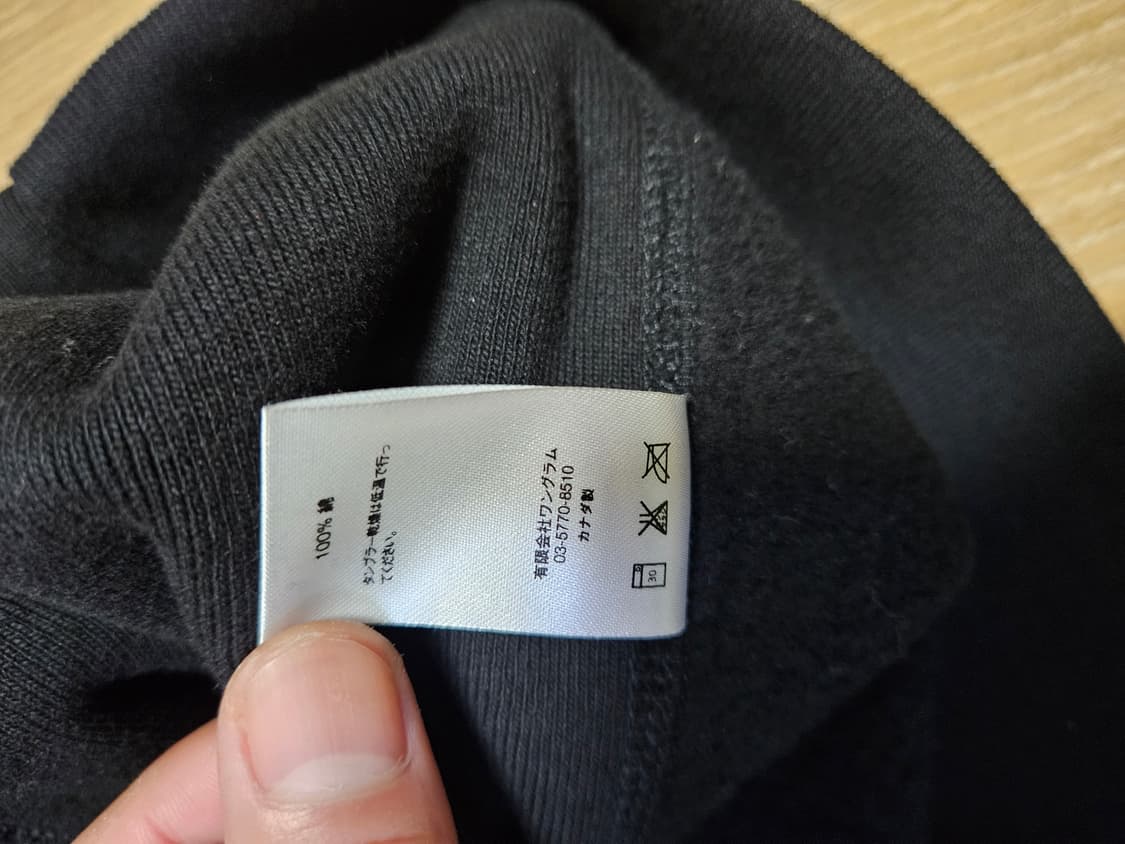 100% 綿
タンブラー乾燥は低温で行っ
てください。
有限会社ワングラム
03-5770-8510
カナダ製
30